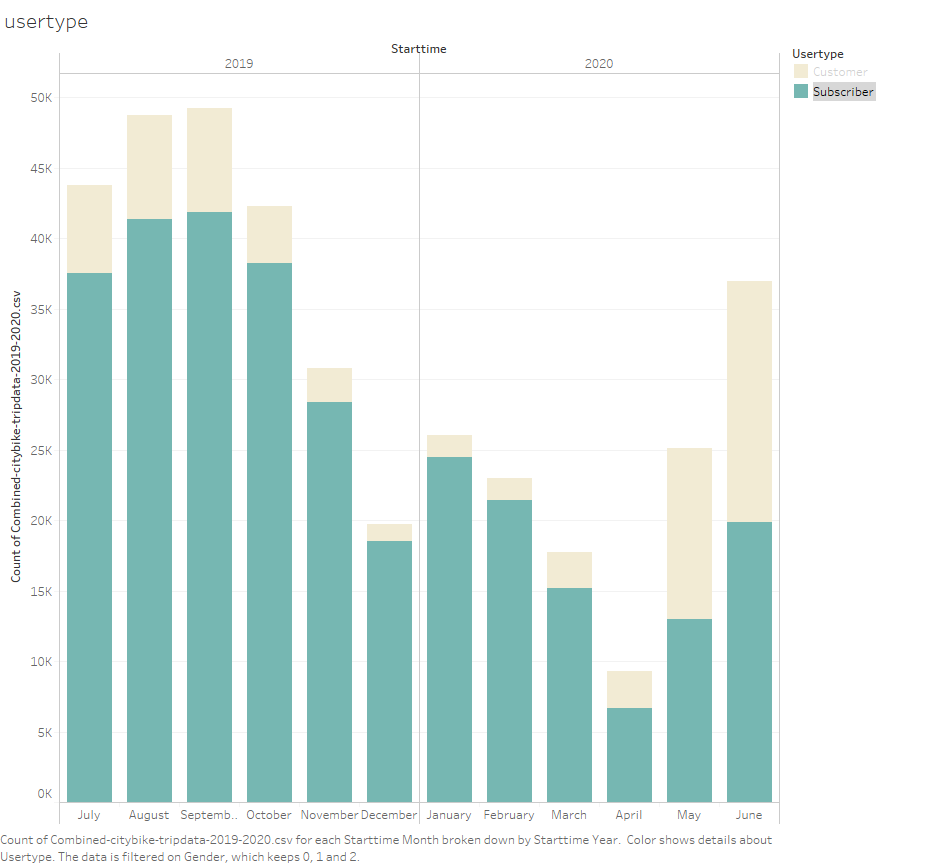 usertype
Starttime
2019
2020
Usertype
Customer
Subscriber
Count of Combined-citybike-tripdata-2019-2020.csv
50K
45K
40K
35K
30K
25K
20K
15K
10K
5K
0K
July August Septemb.. October November December January February March April May June
Count of Combined-citybike-tripdata-2019-2020.csv for each Starttime Month broken down by Starttime Year. Color shows details about
Usertype. The data is filtered on Gender, which keeps 0, 1 and 2.